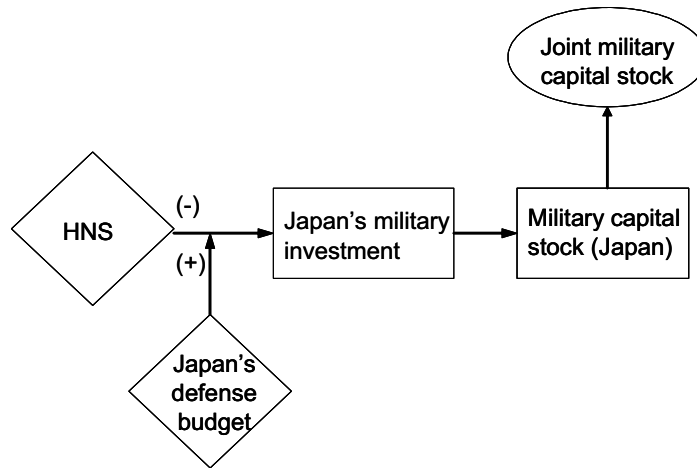 Joint military
capital stock
(-)
HNS
Japan’s military
investment
Military capital
stock (Japan)
(+)
Japan’s
defense
budget